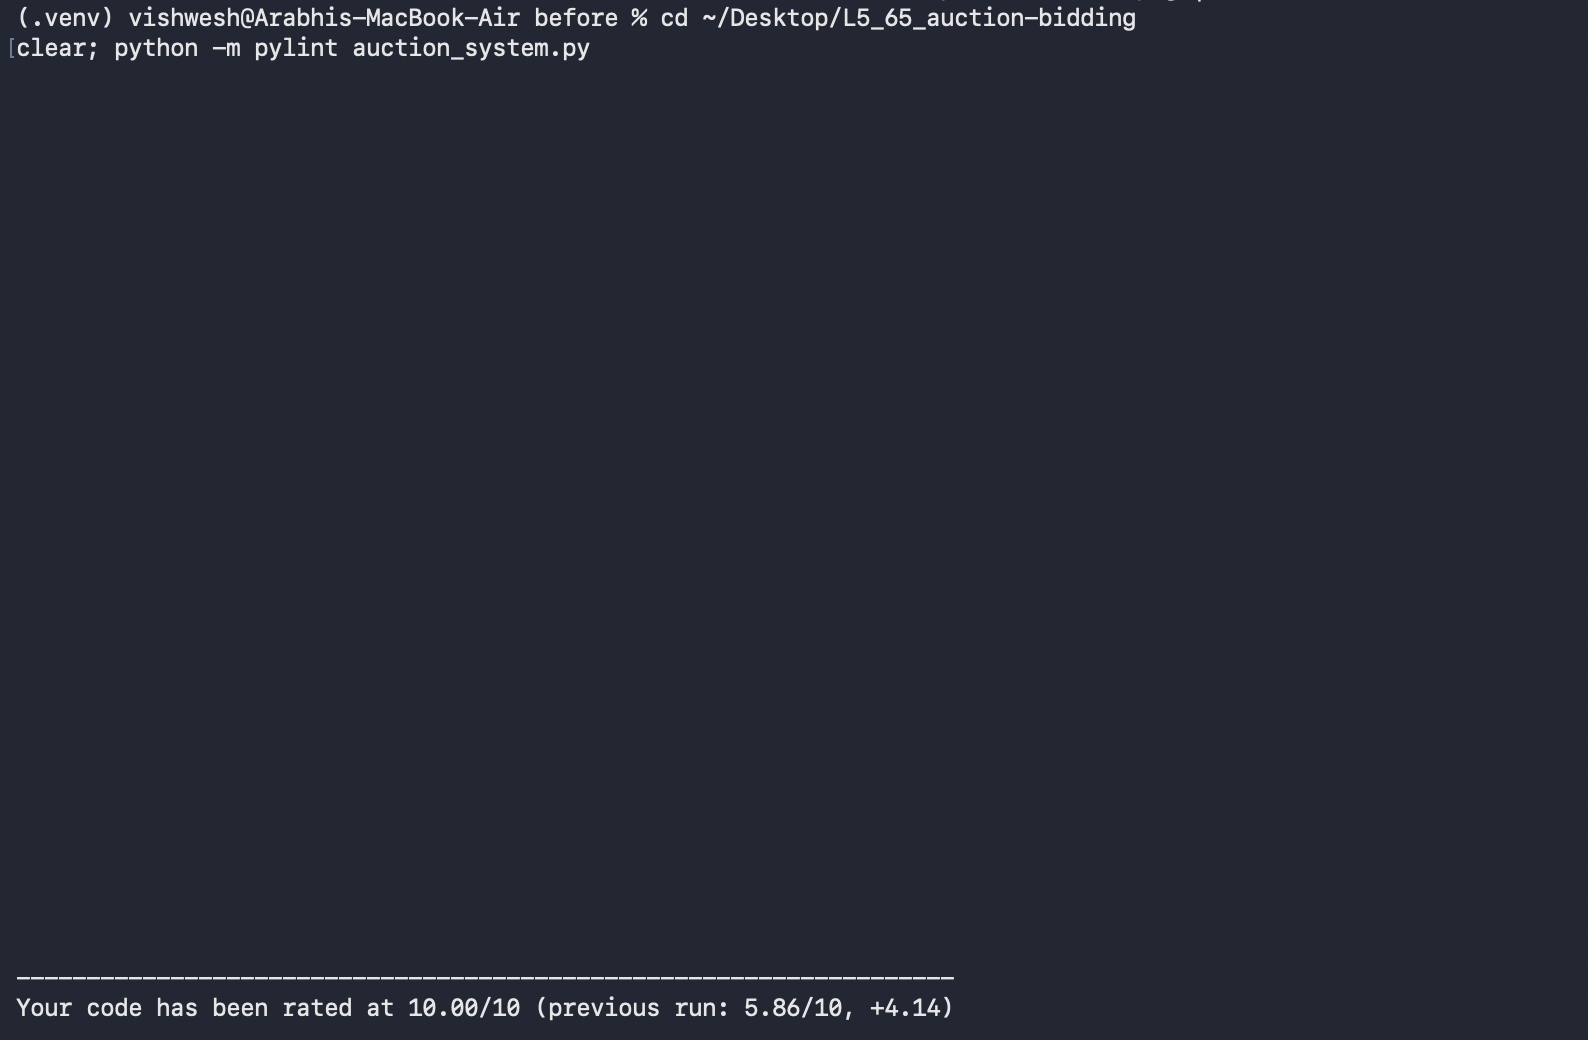 (.venv) vishwesh@Arabhis-MacBook-Air before % cd ~/Desktop/L5_65_auction-bidding
[clear; python -m pylint auction_system.py
-------------------------------------------------------------------
Your code has been rated at 10.00/10 (previous run: 5.86/10, +4.14)